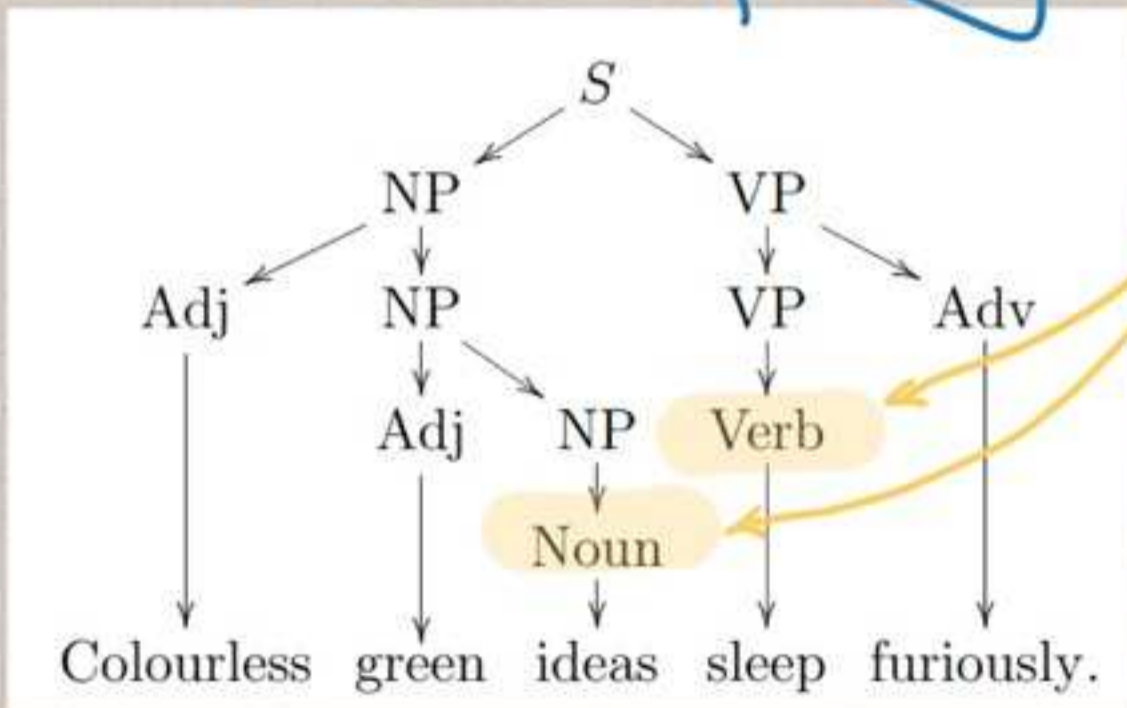 S
NP VP
Adj NP VP Adv
Adj NP Verb
Noun
Colourless green ideas sleep furiously.